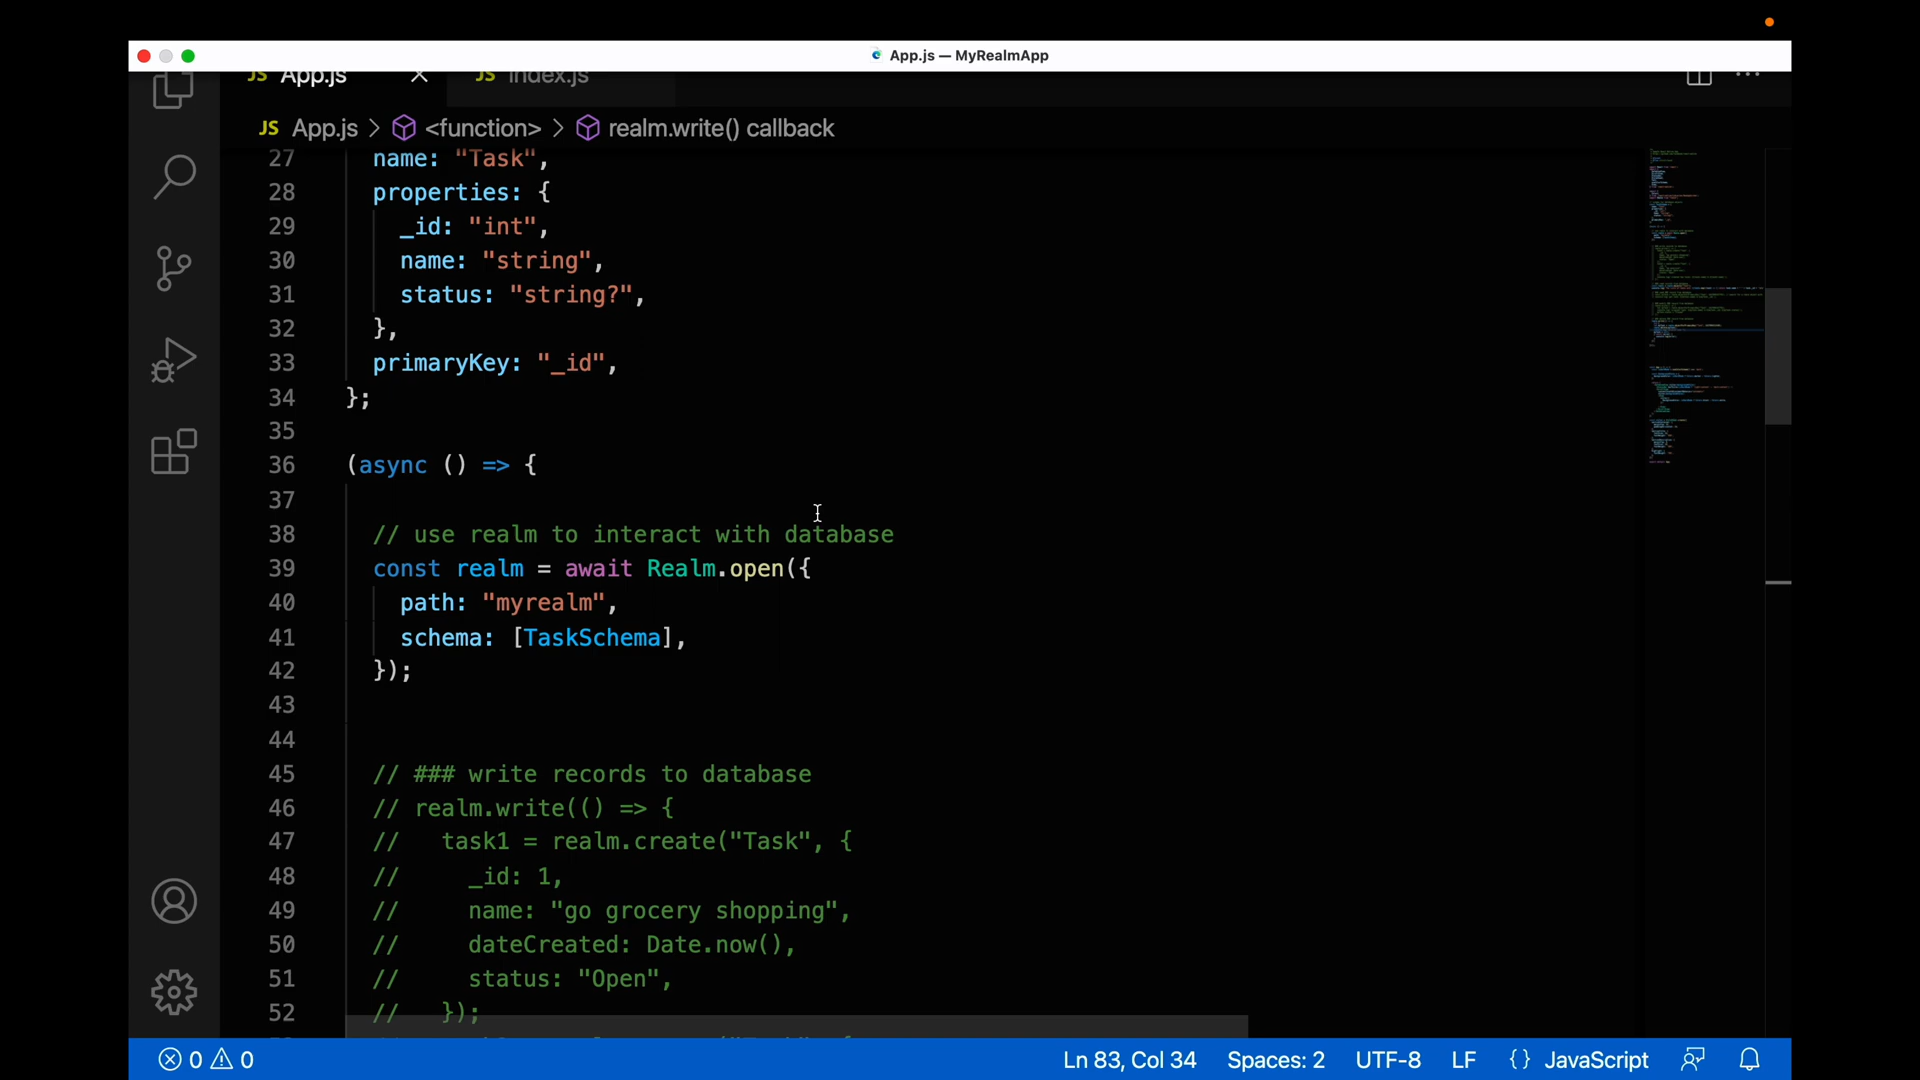 App.js — MyRealmApp
JS App.js JS index.js
JS App.js > <function> > realm.write() callback
27 name: "Task",
28 properties: {
29 _id: "int",
30 name: "string",
31 status: "string?",
32 },
33 primaryKey: "_id",
34 };
35
36 (async () => {
37
38 // use realm to interact with database
39 const realm = await Realm.open({
40 path: "myrealm",
41 schema: [TaskSchema],
42 });
43
44
45 // ### write records to database
46 // realm.write(() => {
47 // task1 = realm.create("Task", {
48 // _id: 1,
49 // name: "go grocery shopping",
50 // dateCreated: Date.now(),
51 // status: "Open",
52 // });
0 0 Ln 83, Col 34 Spaces: 2 UTF-8 LF {} JavaScript